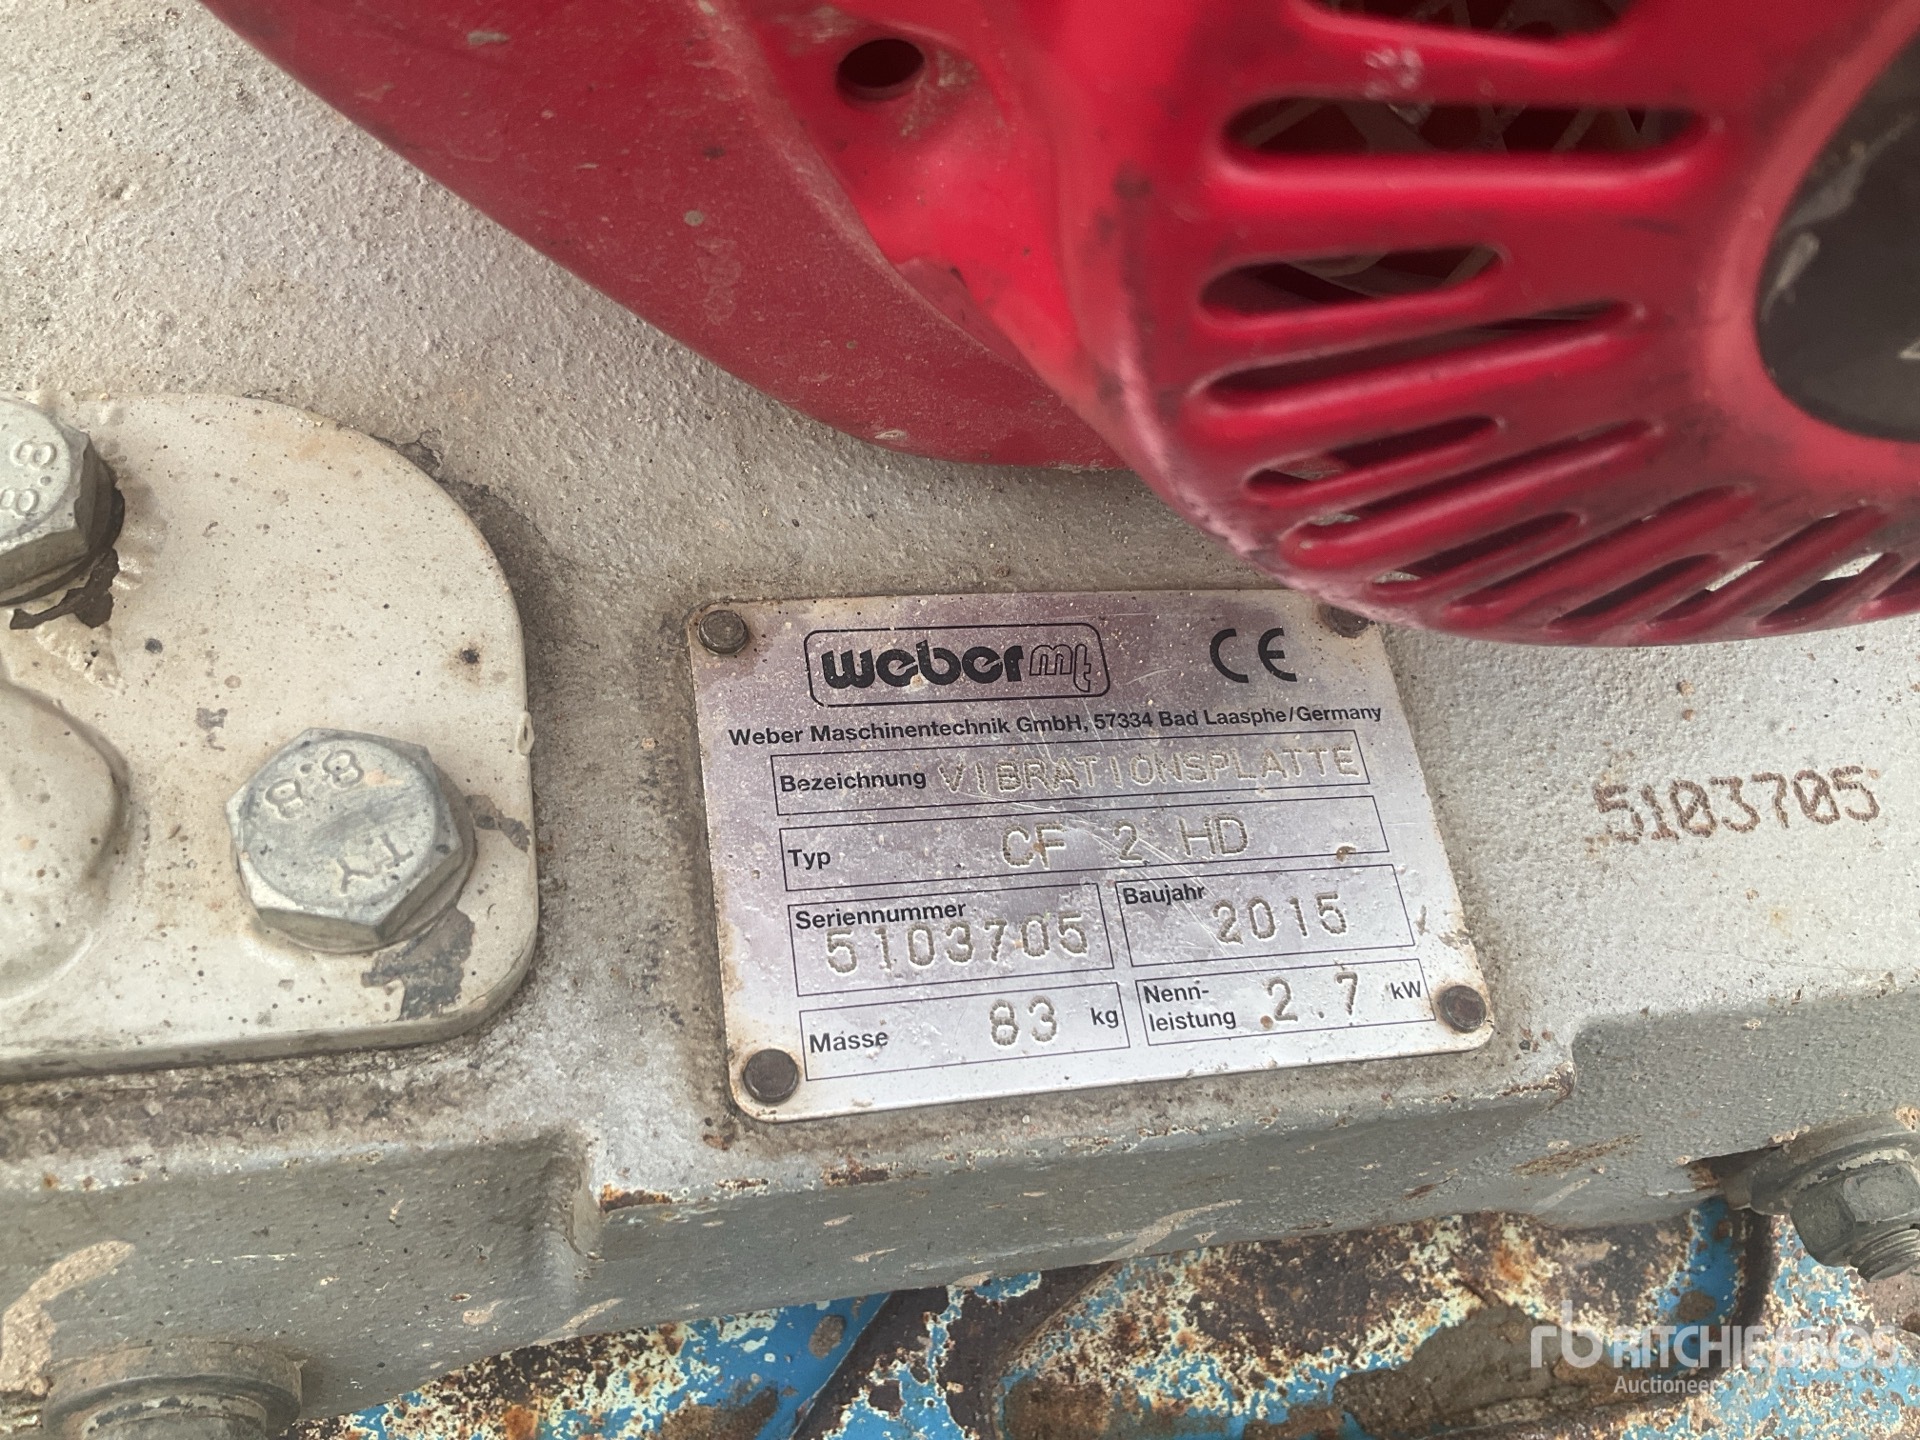 8.8
8.8
TY
weber mt
CE
Weber Maschinentechnik GmbH, 57334 Bad Laasphe/Germany
Bezeichnung VIBRATIONSPLATTE
Typ CF 2 HD
Seriennummer 5103705
Baujahr 2015
Masse 83 kg
Nenn-
leistung 2.7 kW
5103705
rb RITCHIE BROS
Auctioneers